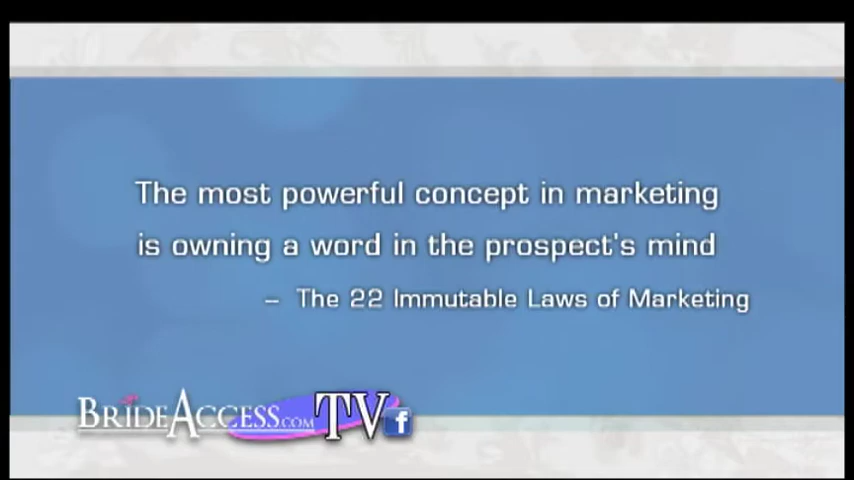 The most powerful concept in marketing
is owning a word in the prospect's mind
– The 22 Immutable Laws of Marketing
BRIDEACCESS.COM TV f